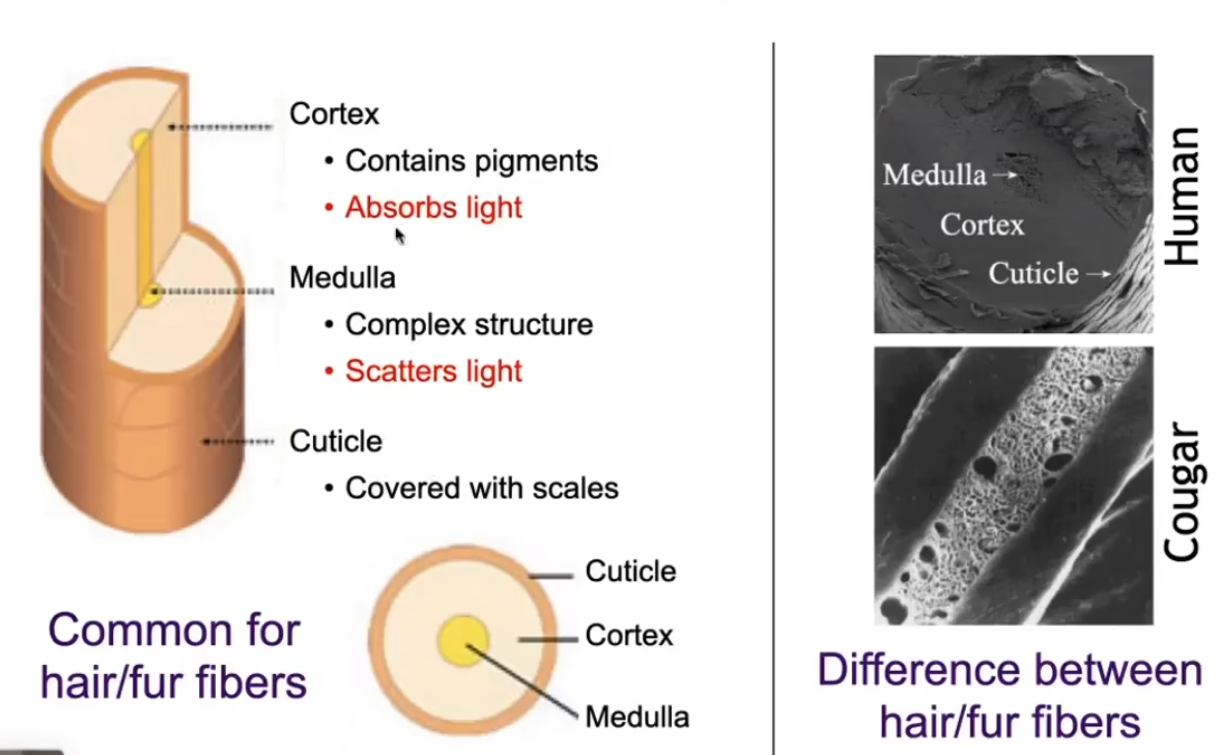 Cortex
• Contains pigments
• Absorbs light
Medulla
• Complex structure
• Scatters light
Cuticle
• Covered with scales
Cuticle
Cortex
Medulla
Common for
hair/fur fibers
Medulla
Cortex
Cuticle
Human
Cougar
Difference between
hair/fur fibers